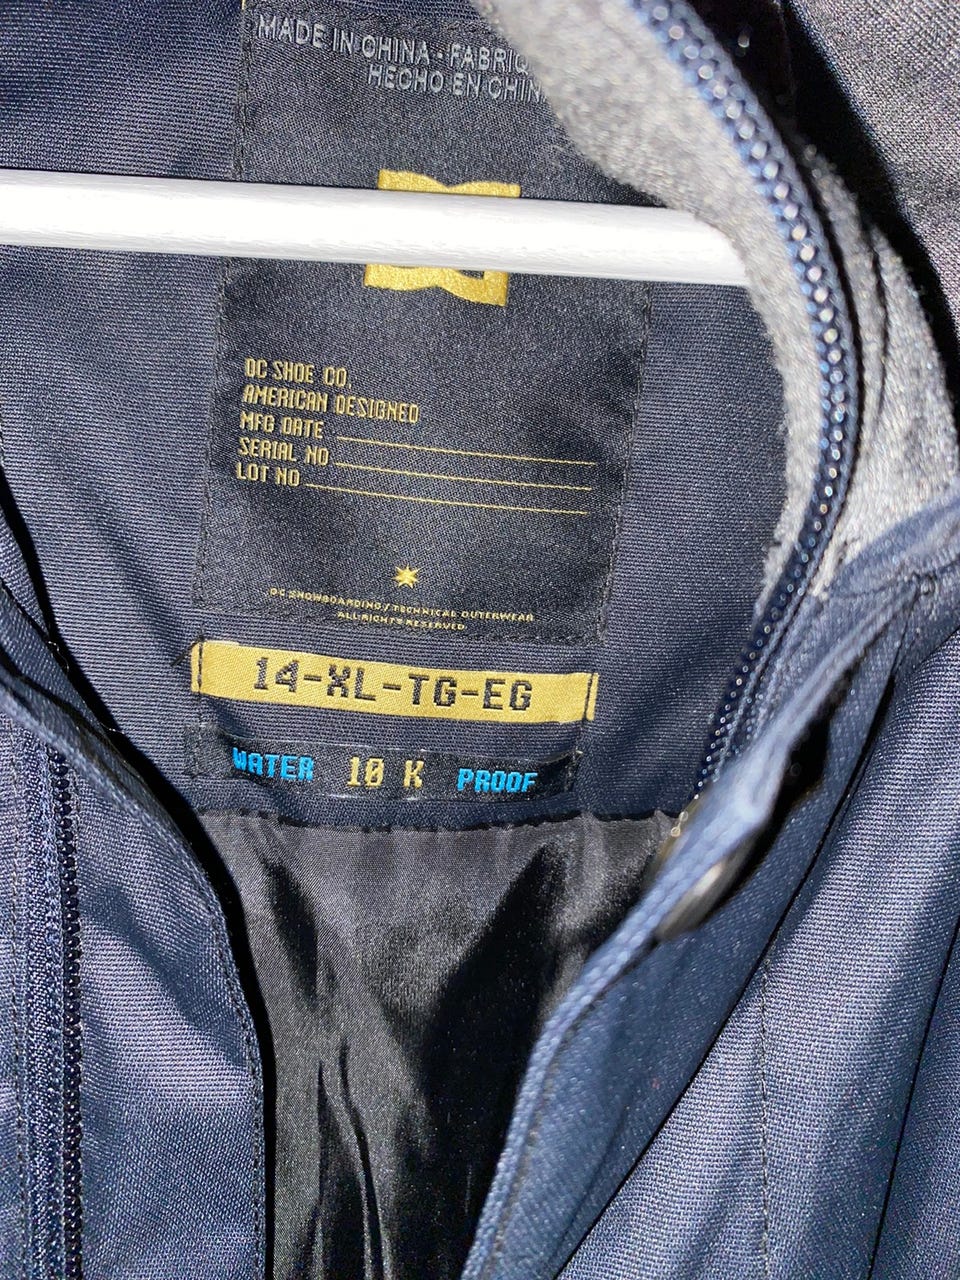 MADE IN CHINA · FABRIQ
HECHO EN CHIN
DC SHOE CO.
AMERICAN DESIGNED
MFG DATE
SERIAL NO
LOT NO
DC SNOWBOARDING / TECHNICAL OUTERWEAR
ALL RIGHTS RESERVED.
14-XL-TG-EG
WATER 10 K PROOF